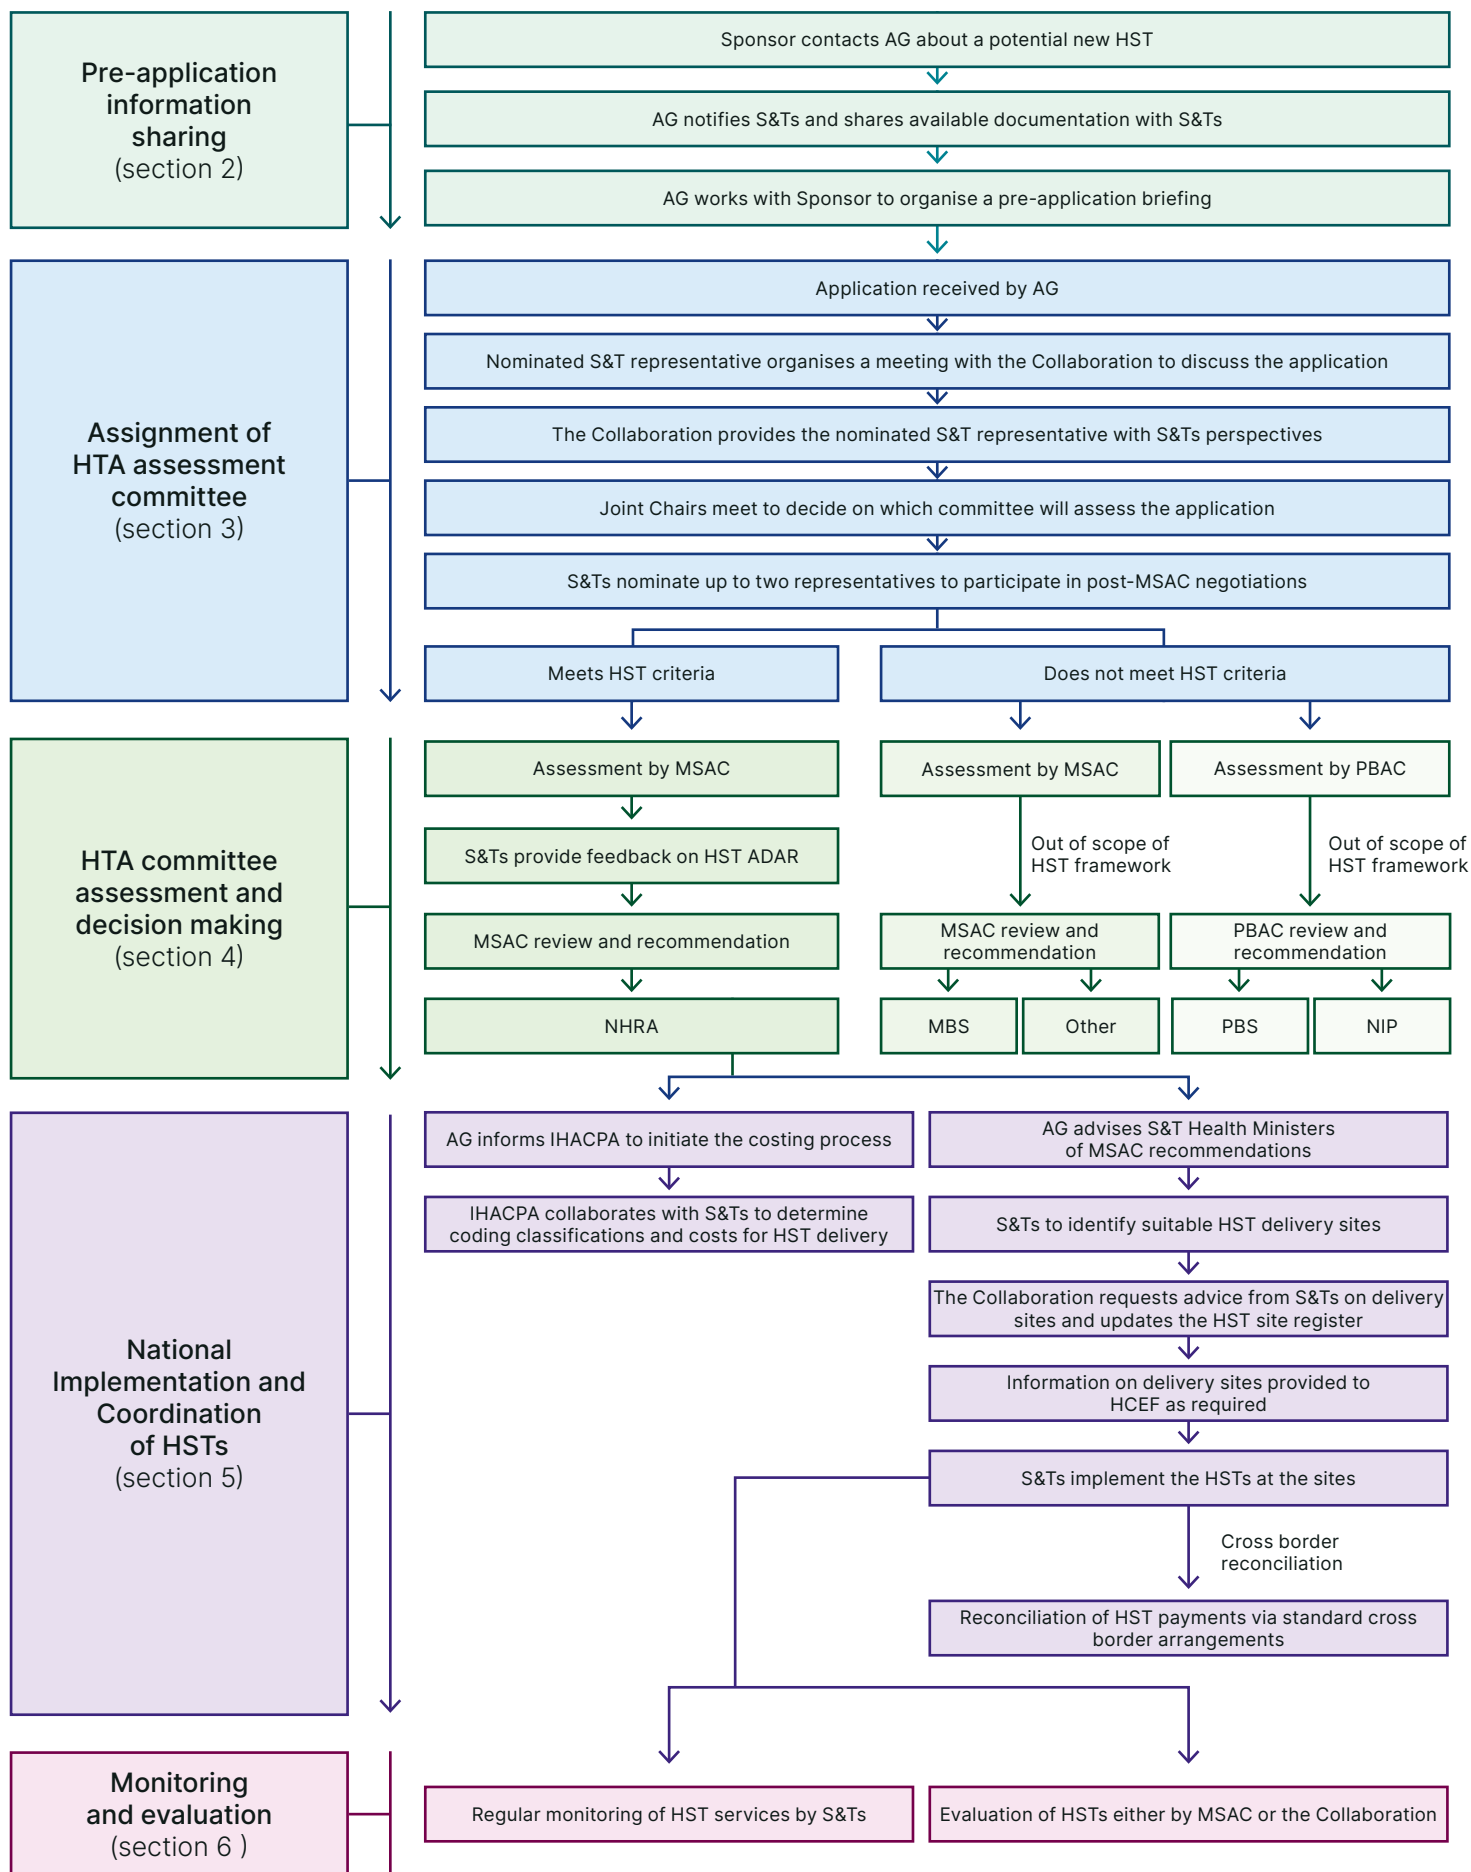 Pre-application
information
sharing
(section 2)
Sponsor contacts AG about a potential new HST
AG notifies S&Ts and shares available documentation with S&Ts
AG works with Sponsor to organise a pre-application briefing
Assignment of
HTA assessment
committee
(section 3)
Application received by AG
Nominated S&T representative organises a meeting with the Collaboration to discuss the application
The Collaboration provides the nominated S&T representative with S&Ts perspectives
Joint Chairs meet to decide on which committee will assess the application
S&Ts nominate up to two representatives to participate in post-MSAC negotiations
Meets HST criteria
Does not meet HST criteria
HTA committee
assessment and
decision making
(section 4)
Assessment by MSAC
S&Ts provide feedback on HST ADAR
MSAC review and recommendation
NHRA
Assessment by MSAC
Out of scope of
HST framework
MSAC review and
recommendation
MBS
Other
Assessment by PBAC
Out of scope of
HST framework
PBAC review and
recommendation
PBS
NIP
National
Implementation and
Coordination
of HSTs
(section 5)
AG informs IHACPA to initiate the costing process
IHACPA collaborates with S&Ts to determine
coding classifications and costs for HST delivery
AG advises S&T Health Ministers
of MSAC recommendations
S&Ts to identify suitable HST delivery sites
The Collaboration requests advice from S&Ts on delivery
sites and updates the HST site register
Information on delivery sites provided to
HCEF as required
S&Ts implement the HSTs at the sites
Cross border
reconciliation
Reconciliation of HST payments via standard cross
border arrangements
Monitoring
and evaluation
(section 6 )
Regular monitoring of HST services by S&Ts
Evaluation of HSTs either by MSAC or the Collaboration